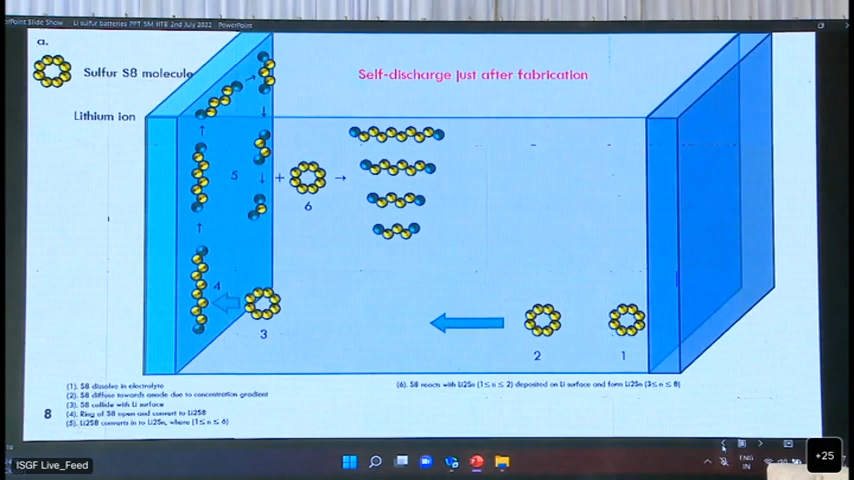 PowerPoint Slide Show
Li sulfur batteries PPT SM IITB 2nd July 2022 PowerPoint
a.
Sulfur S8 molecule
Self-discharge just after fabrication
Lithium ion
5
+
6
4
3
2
1
(1). S8 dissolve in electrolyte
(2). S8 diffuse towards anode due to concentration gradient
(3). S8 collide with Li surface
(4). Ring of S8 open and convert to Li2S8
(5). Li2S8 converts in to Li2Sn, where (1≤ n ≤ 6)
(6). S8 reacts with Li2Sn (1≤ n ≤ 2) deposited on Li surface and form Li2Sn (3≤ n ≤ 8)
8
ENG
IN
ISGF Live_Feed
+25